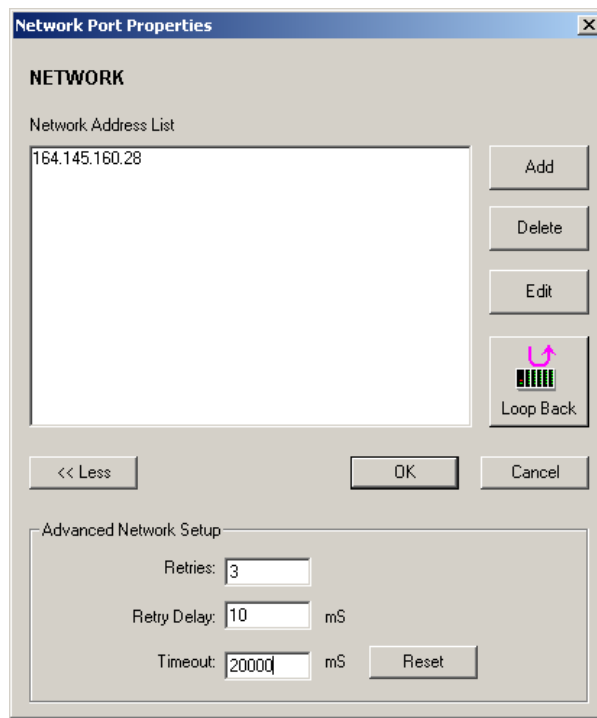 Network Port Properties
NETWORK
Network Address List
164.145.160.28
Add
Delete
Edit
Loop Back
<< Less
OK
Cancel
Advanced Network Setup
Retries: 3
Retry Delay: 10 mS
Timeout: 20000 mS Reset